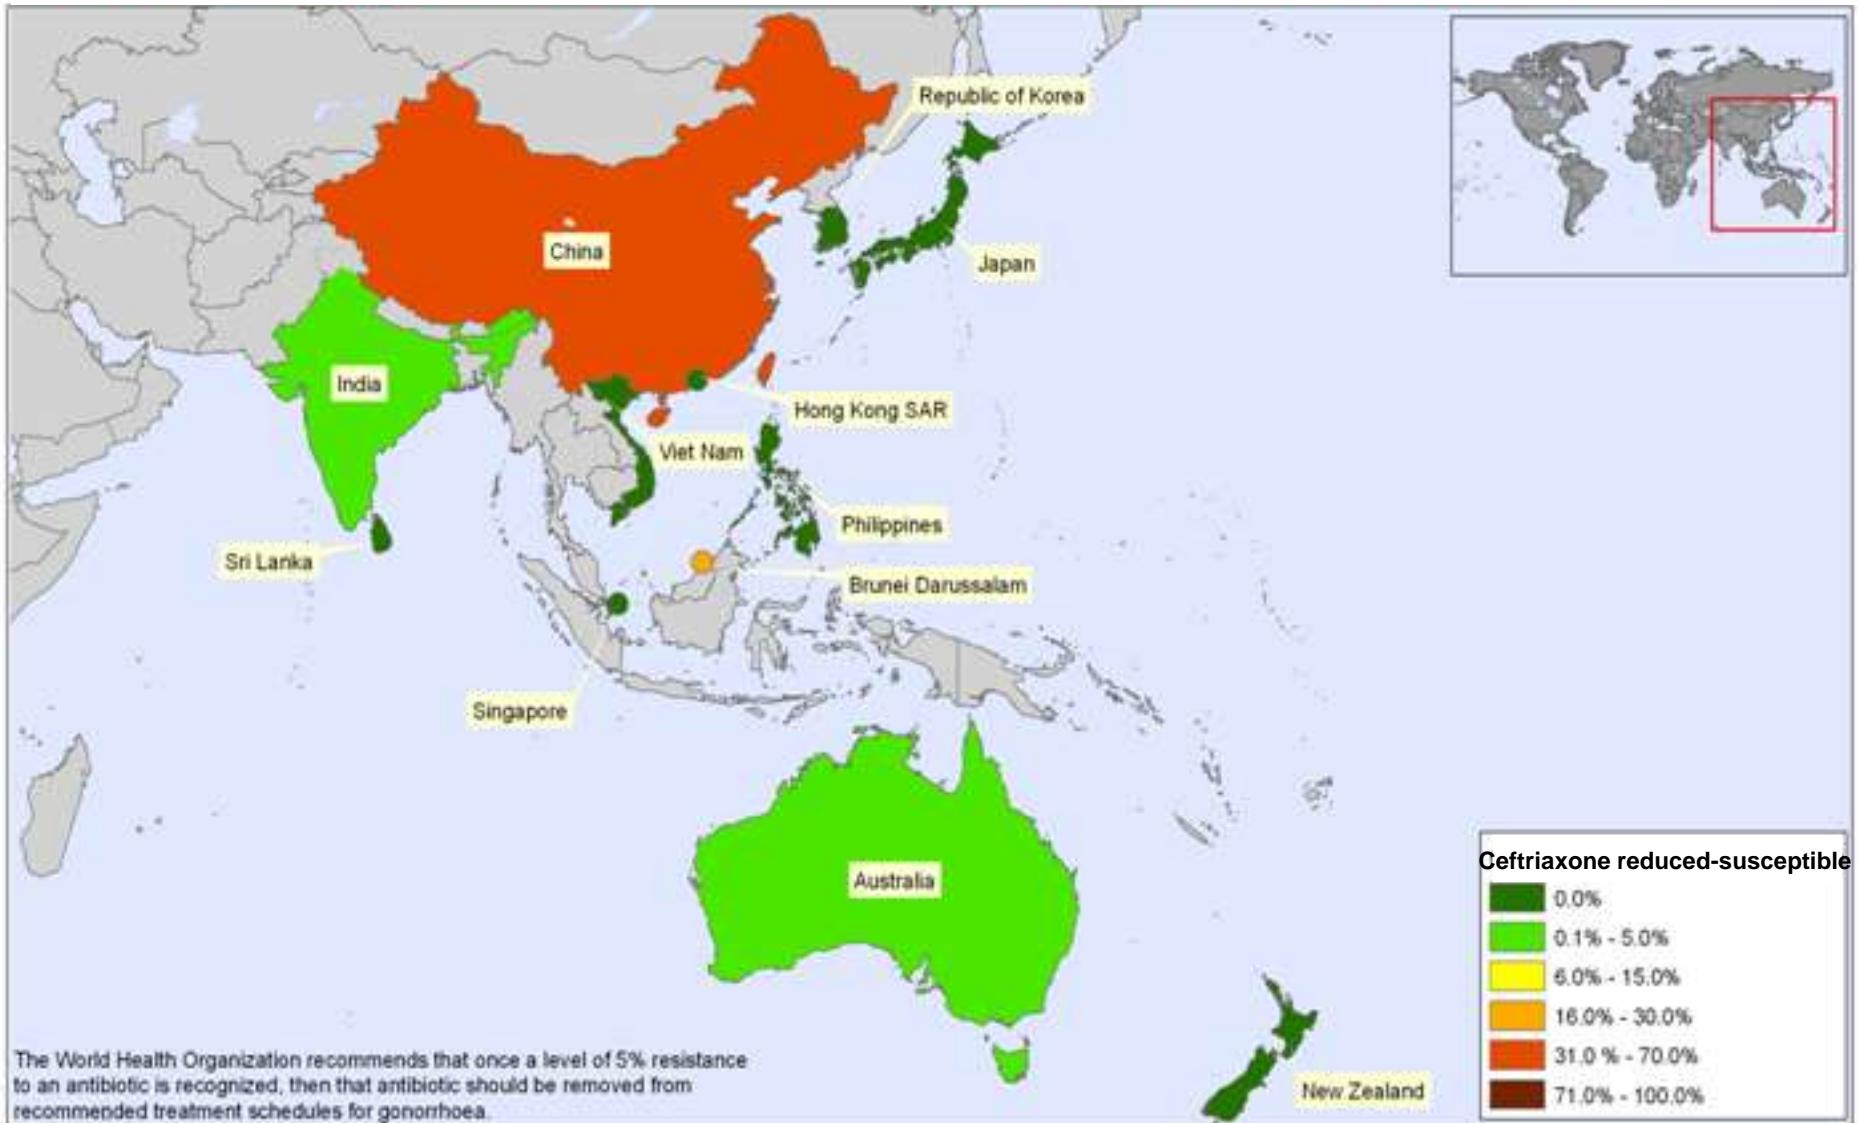 Republic of Korea
China
Japan
India
Hong Kong SAR
Viet Nam
Philippines
Sri Lanka
Brunei Darussalam
Singapore
Australia
New Zealand
The World Health Organization recommends that once a level of 5% resistance
to an antibiotic is recognized, then that antibiotic should be removed from
recommended treatment schedules for gonorrhoea.
Ceftriaxone reduced-susceptible
0.0%
0.1% - 5.0%
6.0% - 15.0%
16.0% - 30.0%
31.0 % - 70.0%
71.0% - 100.0%